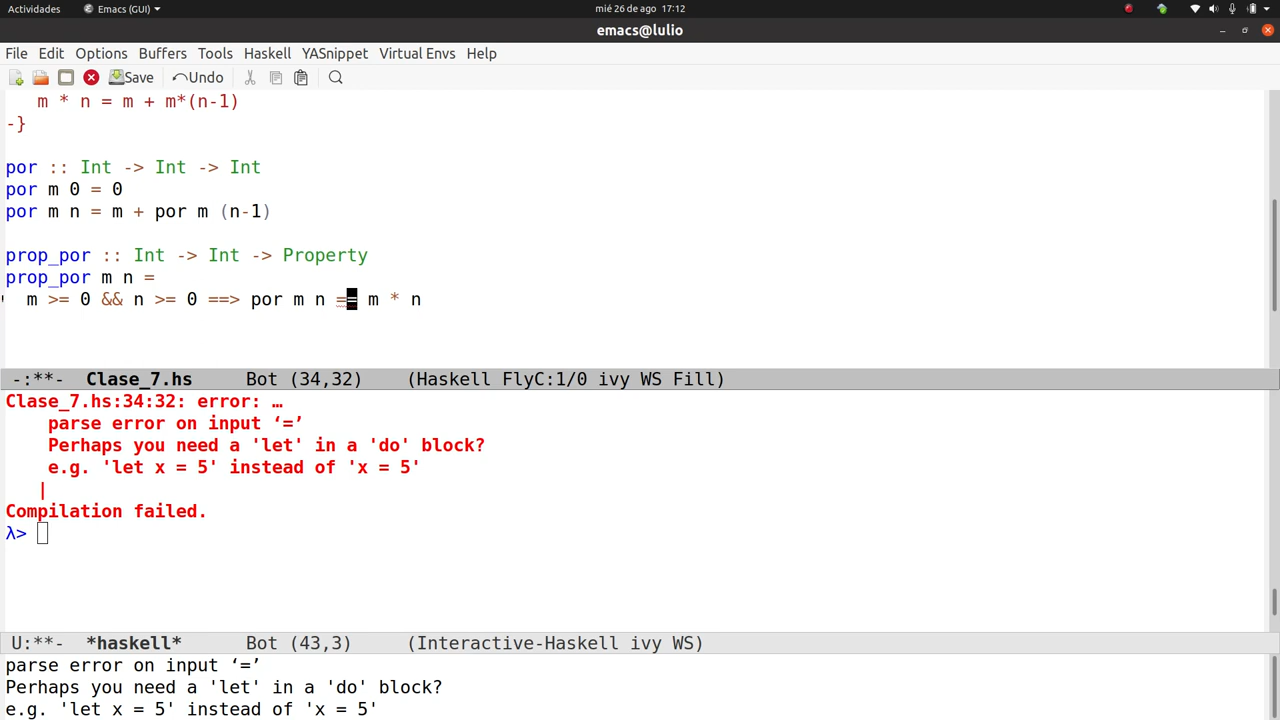 Actividades Emacs (GUI) mié 26 de ago 17:12
emacs@lulio
File Edit Options Buffers Tools Haskell YASnippet Virtual Envs Help
Save Undo
m * n = m + m*(n-1)
-}
por :: Int -> Int -> Int
por m 0 = 0
por m n = m + por m (n-1)
prop_por :: Int -> Int -> Property
prop_por m n =
m >= 0 && n >= 0 ==> por m n == m * n
-:**- Clase_7.hs Bot (34,32) (Haskell FlyC:1/0 ivy WS Fill)
Clase_7.hs:34:32: error: …
parse error on input ‘=’
Perhaps you need a 'let' in a 'do' block?
e.g. 'let x = 5' instead of 'x = 5'
|
Compilation failed.
λ>
U:**- *haskell* Bot (43,3) (Interactive-Haskell ivy WS)
parse error on input ‘=’
Perhaps you need a 'let' in a 'do' block?
e.g. 'let x = 5' instead of 'x = 5'